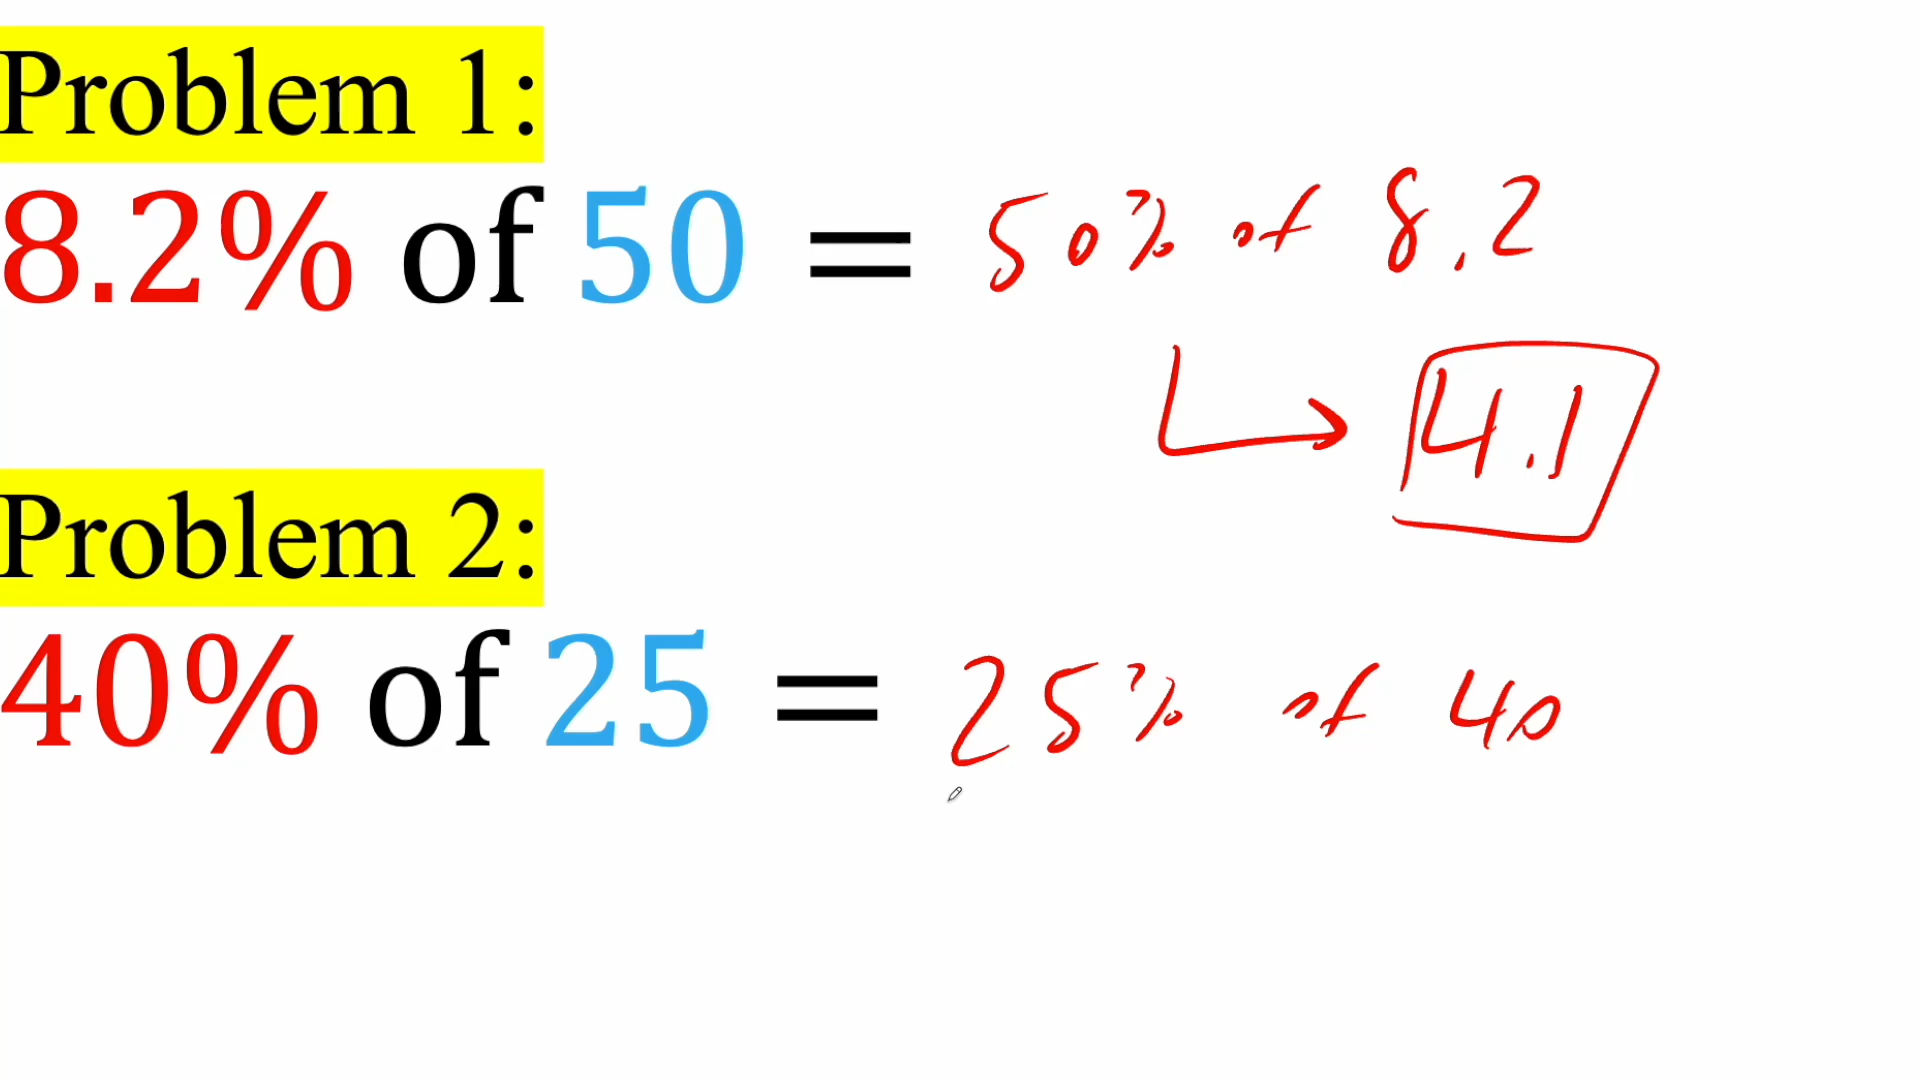 Problem 1:
8.2% of 50 = 50% of 8.2
4.1
Problem 2:
40% of 25 = 25% of 40